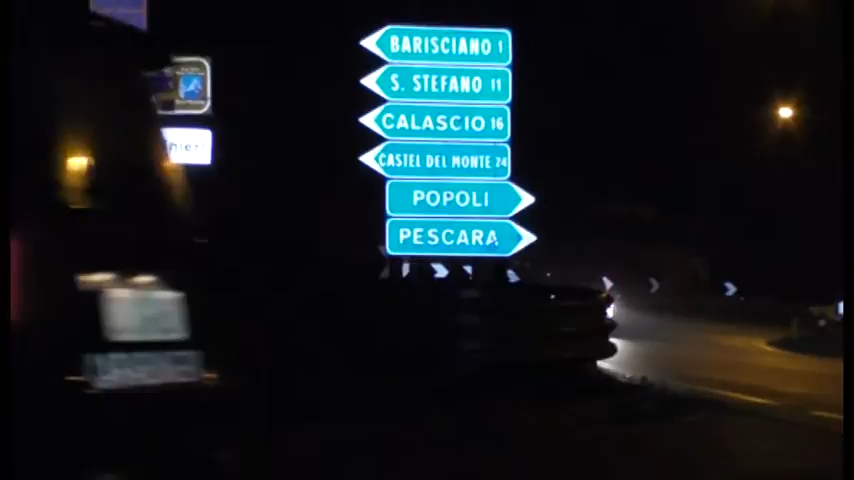 BARISCIANO 1
S. STEFANO 11
CALASCIO 16
CASTEL DEL MONTE 24
POPOLI
PESCARA